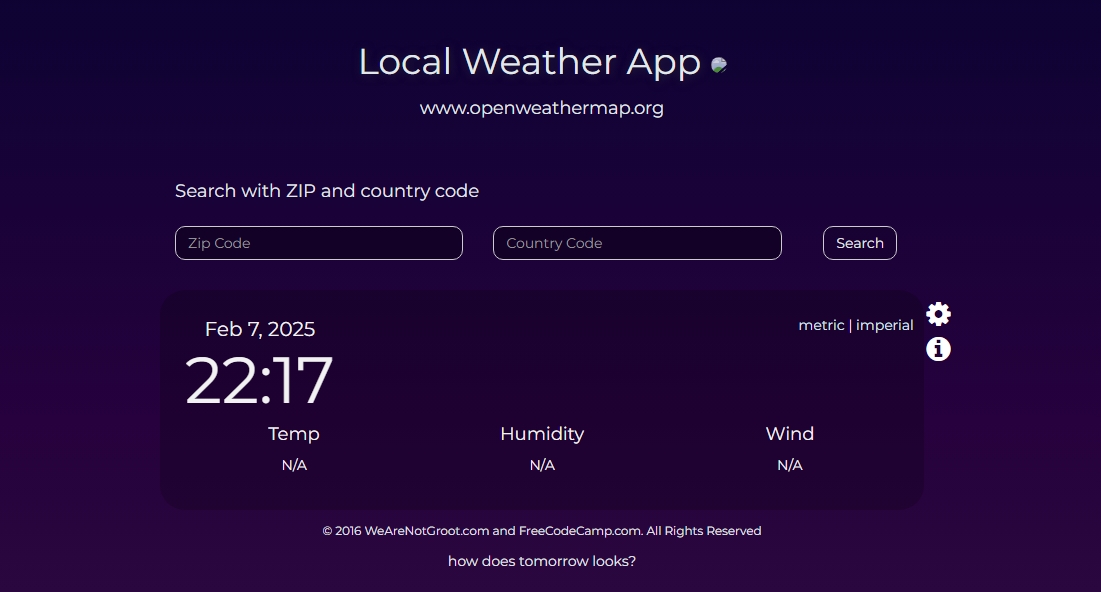 Local Weather App
www.openweathermap.org
Search with ZIP and country code
Zip Code
Country Code
Search
Feb 7, 2025
metric | imperial
22:17
Temp
Humidity
Wind
N/A
N/A
N/A
© 2016 WeAreNotGroot.com and FreeCodeCamp.com. All Rights Reserved
how does tomorrow looks?